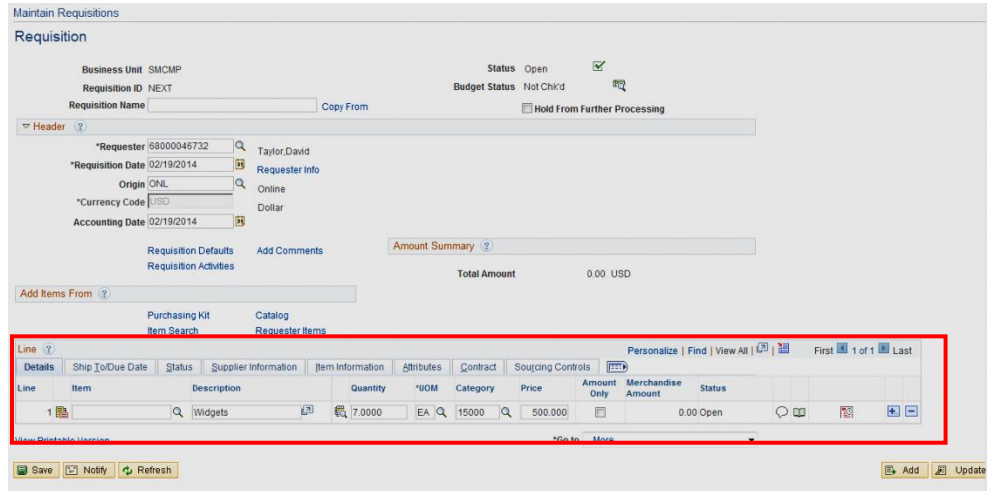 Maintain Requisitions
Requisition
Business Unit SMCMP
Status Open
Requisition ID NEXT
Budget Status Not Chk'd
Requisition Name
Copy From
Hold From Further Processing
Header
*Requester 68000046732 Taylor,David
*Requisition Date 02/19/2014 Requester Info
Origin ONL Online
*Currency Code USD Dollar
Accounting Date 02/19/2014
Requisition Defaults Add Comments
Requisition Activities
Amount Summary
Total Amount 0.00 USD
Add Items From
Purchasing Kit Catalog
Item Search Requester Items
Line Personalize | Find | View All | | First 1 of 1 Last
Details Ship To/Due Date Status Supplier Information Item Information Attributes Contract Sourcing Controls
Line Item Description Quantity *UOM Category Price Amount Only Merchandise Amount Status
1 Widgets 7.0000 EA 15000 500.000 0.00 Open
View Printable Version *Go to More
Save Notify Refresh Add Update